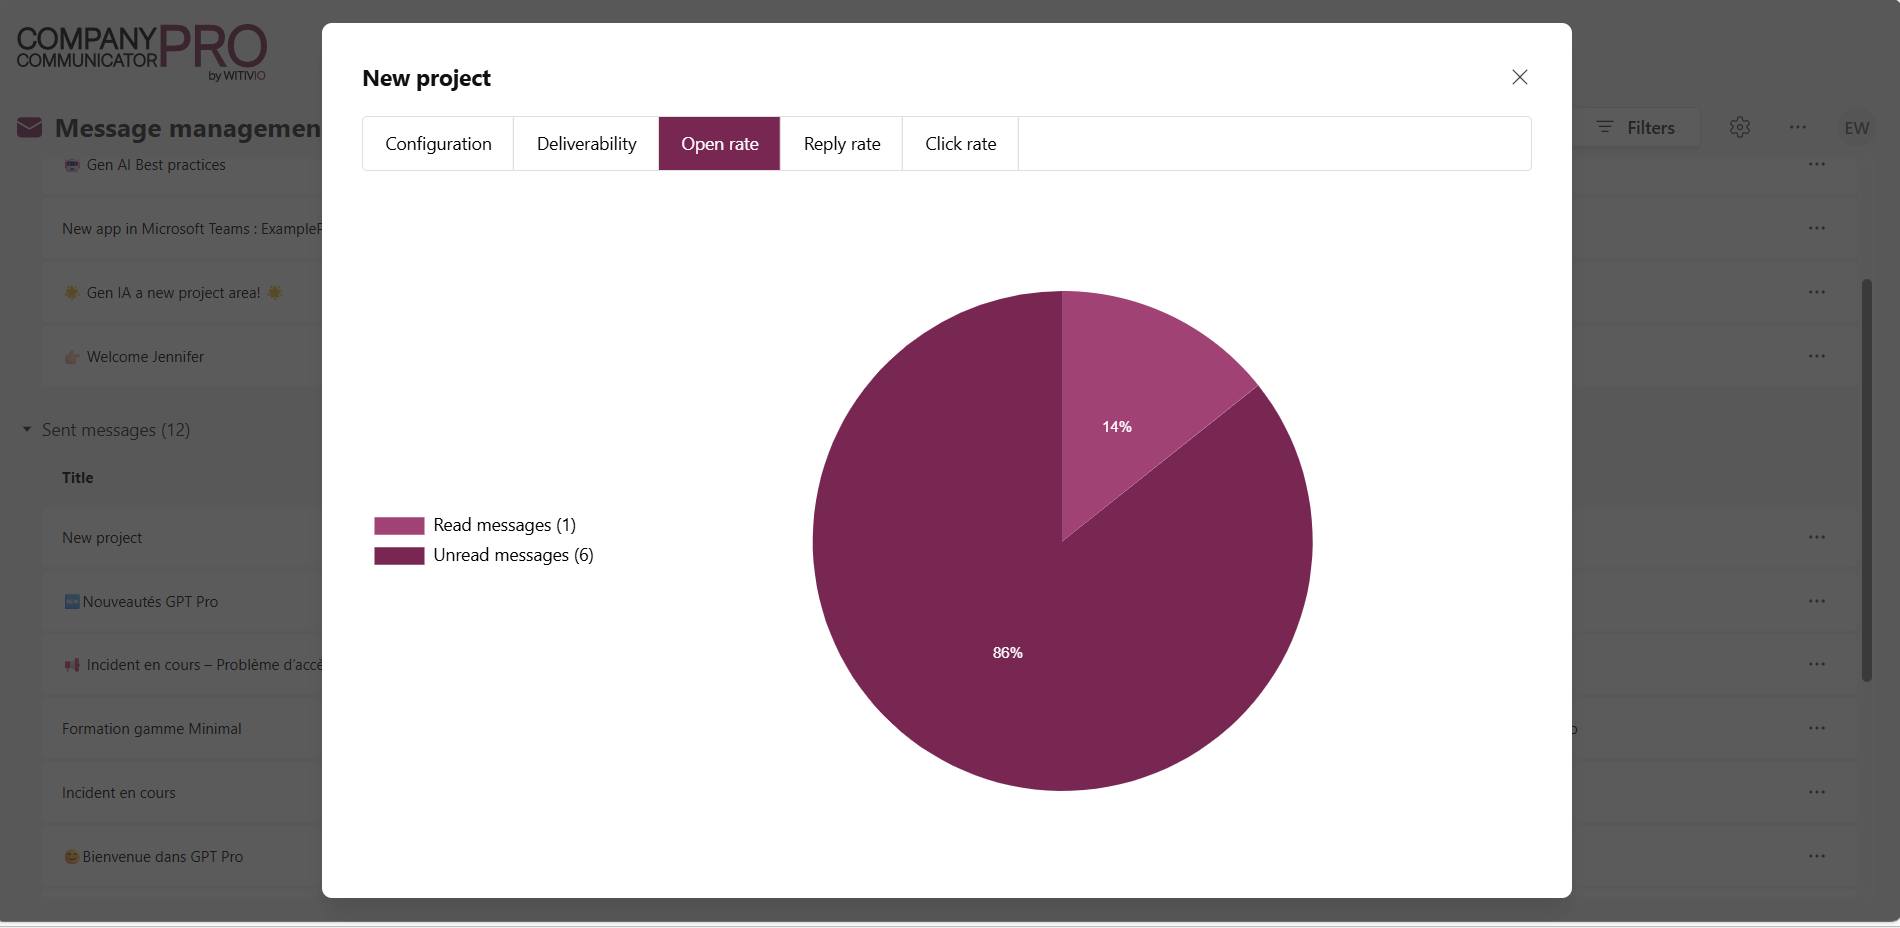 COMPANY
COMMUNICATOR
PRO
by WITIVIO
Message managemen
Filters
EW
Gen AI Best practices
New app in Microsoft Teams : Example
Gen IA a new project area!
Welcome Jennifer
Sent messages (12)
Title
New project
Nouveautés GPT Pro
Incident en cours – Problème d’accè
Formation gamme Minimal
Incident en cours
Bienvenue dans GPT Pro
New project
Configuration
Deliverability
Open rate
Reply rate
Click rate
Read messages (1)
Unread messages (6)
14%
86%